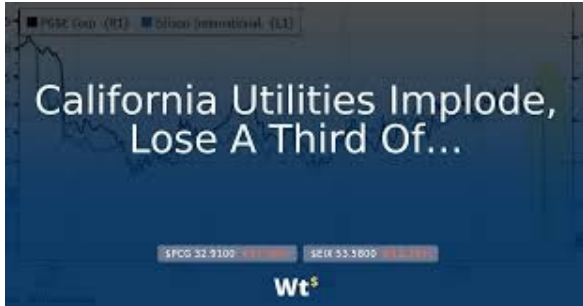 PG&E Corp (R1) Edison International (L1)
California Utilities Implode,
Lose A Third Of...
$PCG 32.9100 $EIX 53.5800
Wt$